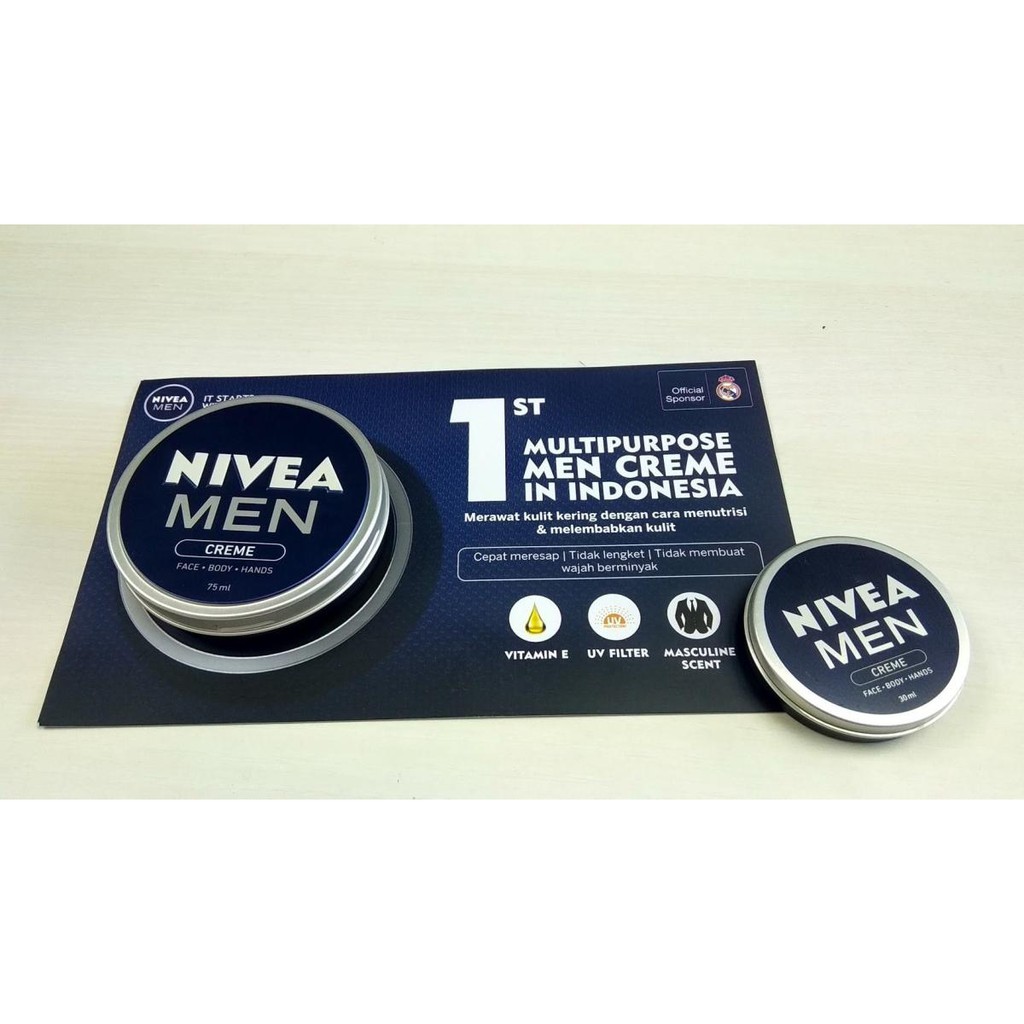 NIVEA
MEN
IT STARTS
Official
Sponsor
1ST
MULTIPURPOSE
MEN CREME
IN INDONESIA
Merawat kulit kering dengan cara menutrisi
& melembabkan kulit
Cepat meresap | Tidak lengket | Tidak membuat
wajah berminyak
VITAMIN E
UV
UV FILTER
MASCULINE
SCENT
NIVEA
MEN
CREME
FACE • BODY • HANDS
75 ml
NIVEA
MEN
CREME
FACE • BODY • HANDS
30 ml